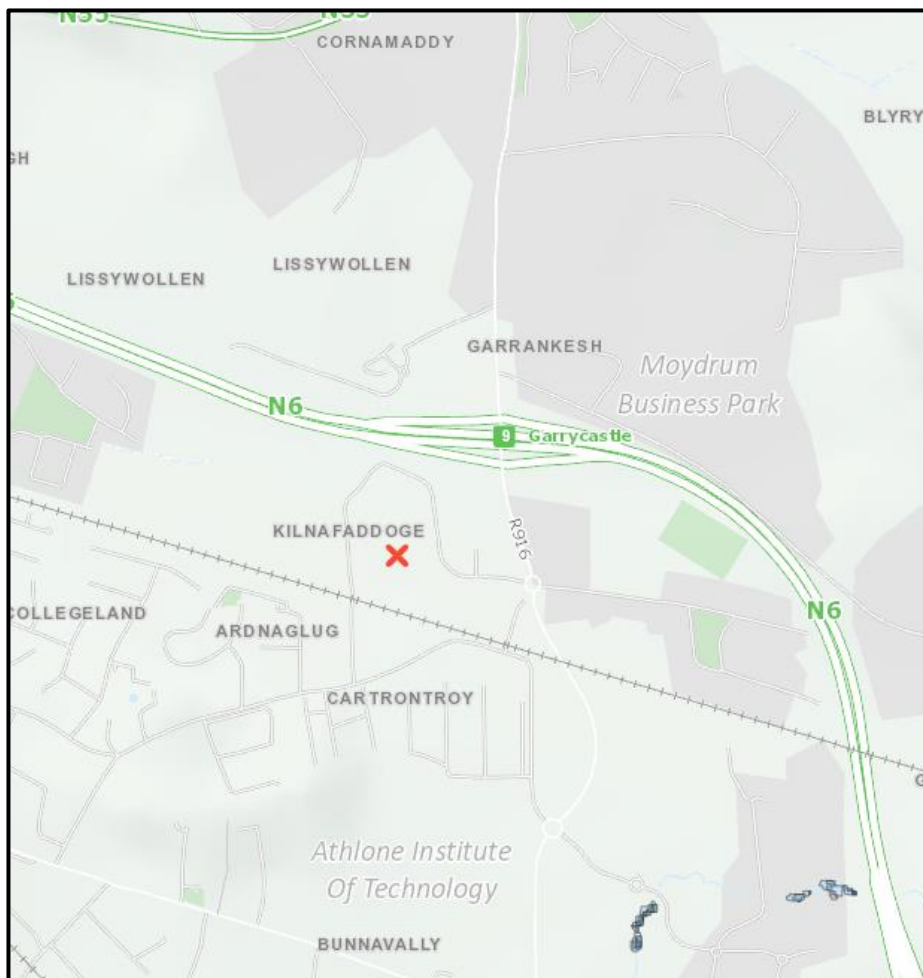 N55
N55
CORNAMADDY
BLYRY
GH
LISSYWOLLEN
LISSYWOLLEN
GARRANKESH
Moydrum
Business Park
N6
9
Garrycastle
R916
KILNAFADDOGE
COLLEGELAND
N6
ARDNAGLUG
CARTRONTROY
Athlone Institute
Of Technology
BUNNAVALLY